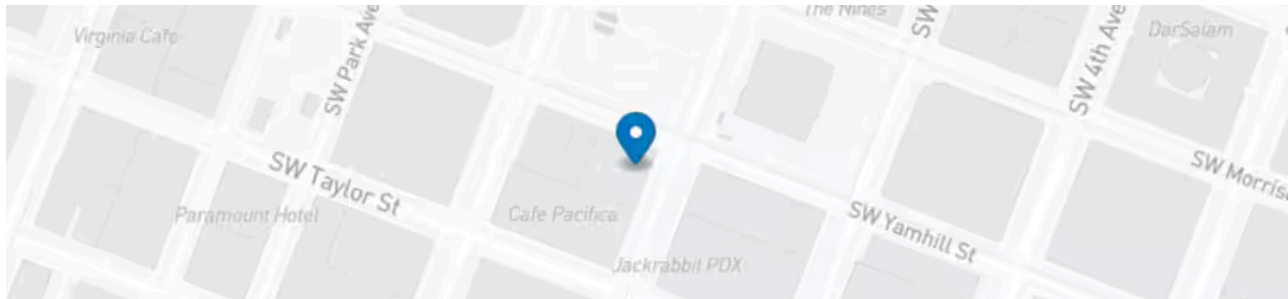 The Nines
SW
Virginia Cafe
DarSalam
SW Park Ave
SW 4th Ave
SW Morris
SW Taylor St
Paramount Hotel
Cafe Pacifica
SW Yamhill St
Jackrabbit PDX